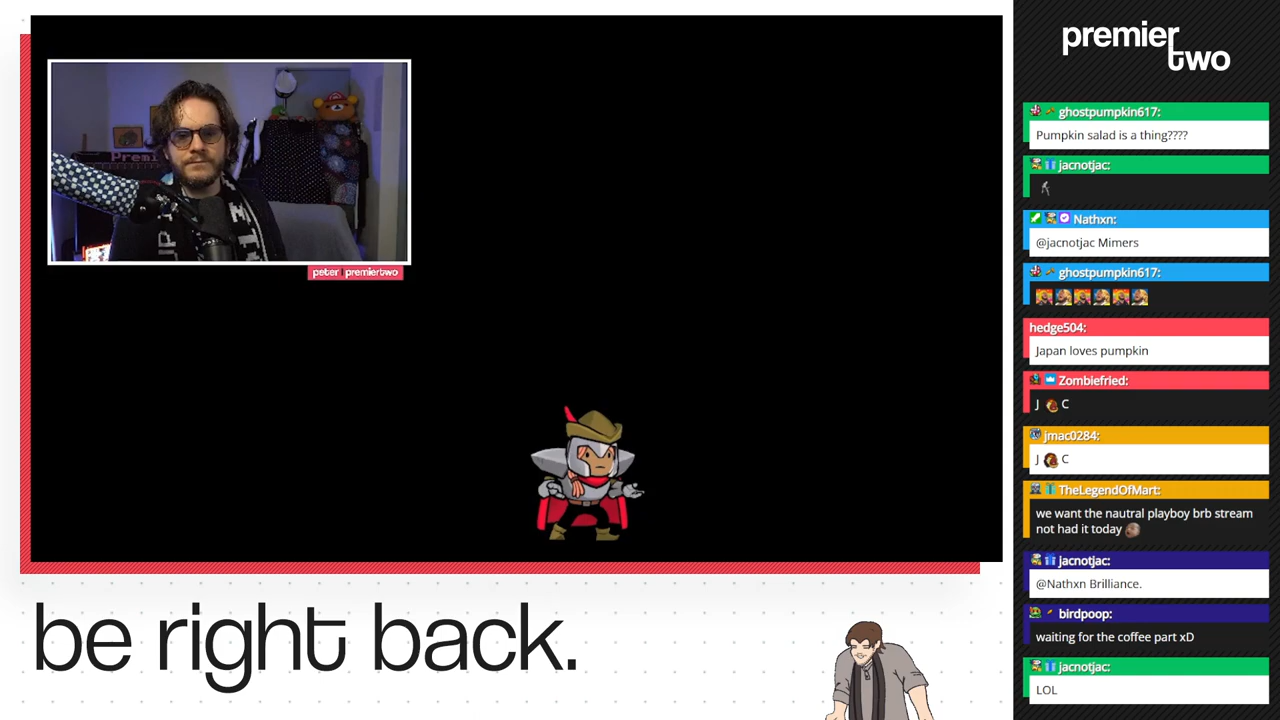 premier
two
peter premiertwo
ghostpumpkin617:
Pumpkin salad is a thing????
jacnotjac:
Nathxn:
@jacnotjac Mimers
ghostpumpkin617:
hedge504:
Japan loves pumpkin
Zombiefried:
J C
jmac0284:
J C
TheLegendOfMart:
we want the nautral playboy brb stream
not had it today
jacnotjac:
@Nathxn Brilliance.
birdpoop:
waiting for the coffee part xD
jacnotjac:
LOL
be right back.